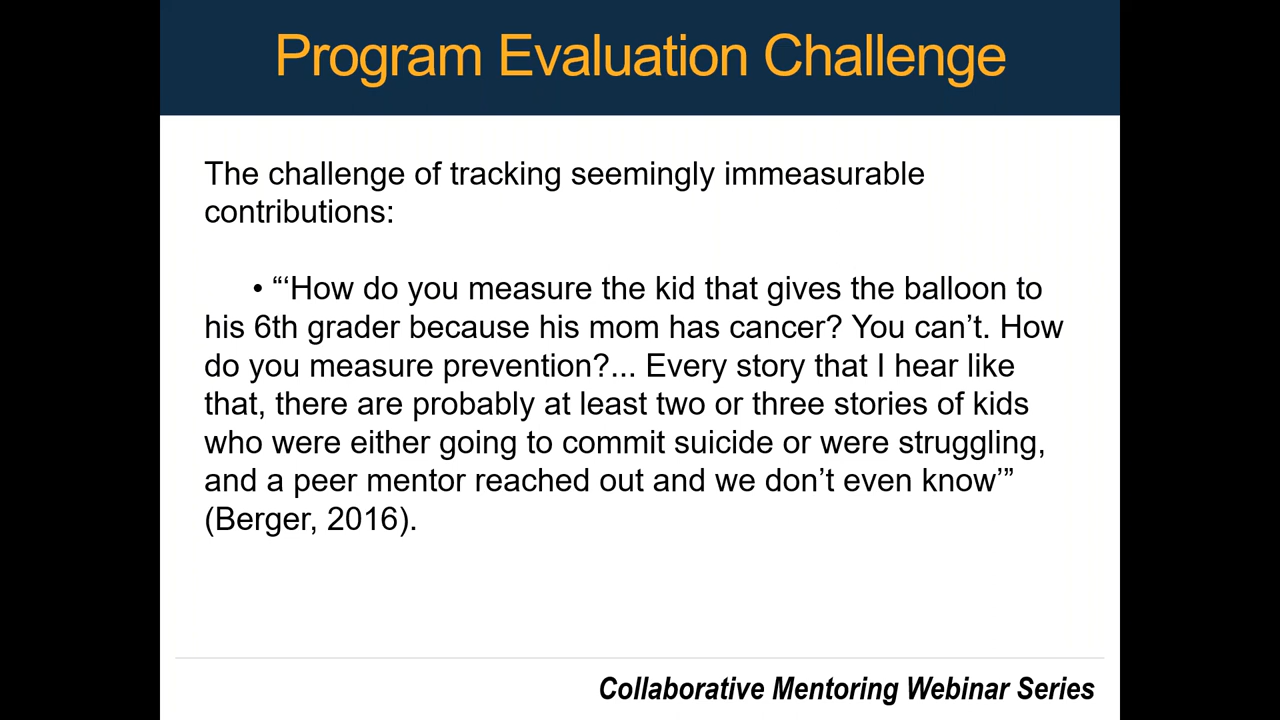 Program Evaluation Challenge
The challenge of tracking seemingly immeasurable
contributions:
• “‘How do you measure the kid that gives the balloon to
his 6th grader because his mom has cancer? You can’t. How
do you measure prevention?... Every story that I hear like
that, there are probably at least two or three stories of kids
who were either going to commit suicide or were struggling,
and a peer mentor reached out and we don’t even know’”
(Berger, 2016).
Collaborative Mentoring Webinar Series